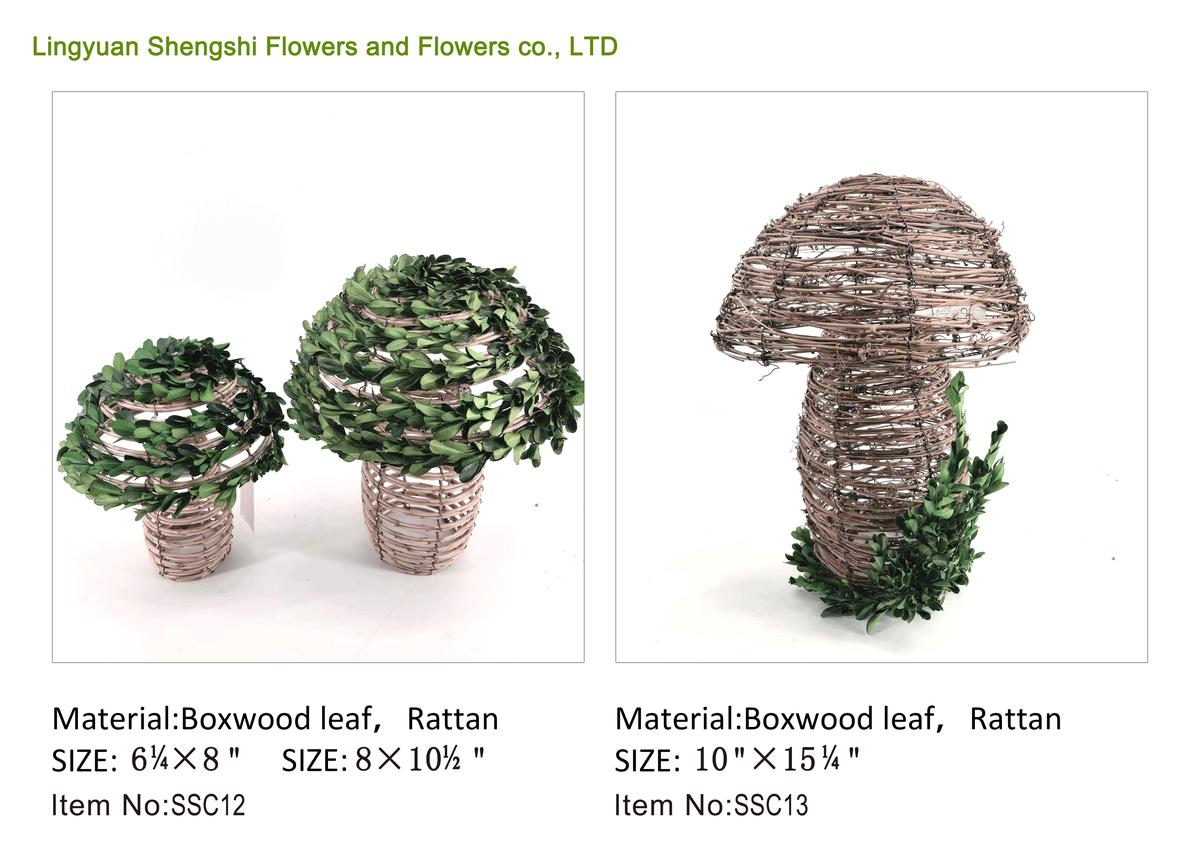 Lingyuan Shengshi Flowers and Flowers co., LTD
Material:Boxwood leaf， Rattan
SIZE: 6¼×8 " SIZE: 8×10½ "
Item No:SSC12
Material:Boxwood leaf， Rattan
SIZE: 10"×15¼ "
Item No:SSC13